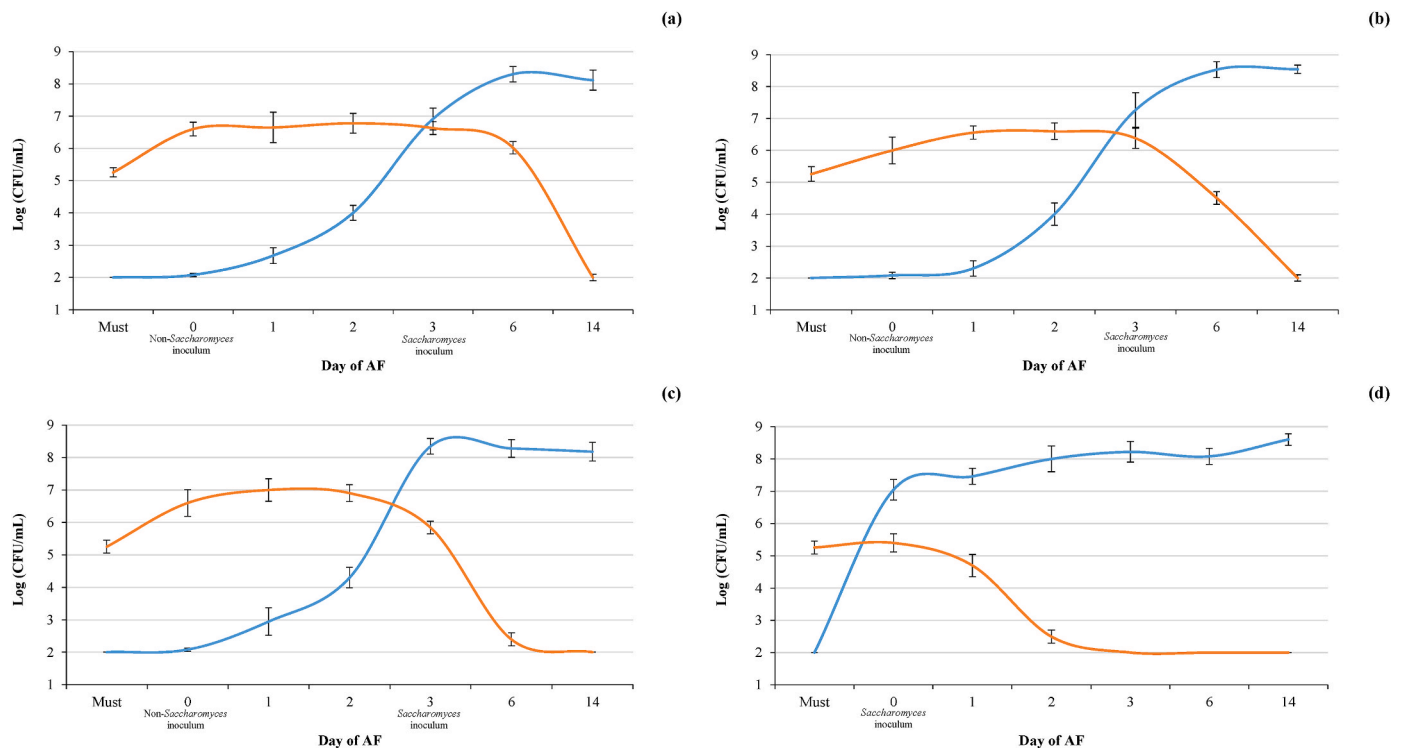 (a)
9
8
7
6
5
4
3
2
1
Log (CFU/mL)
Must 0 1 2 3 6 14
Non-Saccharomyces Saccharomyces
inoculum inoculum
Day of AF
(b)
9
8
7
6
5
4
3
2
1
Log (CFU/mL)
Must 0 1 2 3 6 14
Non-Saccharomyces Saccharomyces
inoculum inoculum
Day of AF
(c)
9
8
7
6
5
4
3
2
1
Log (CFU/mL)
Must 0 1 2 3 6 14
Non-Saccharomyces Saccharomyces
inoculum inoculum
Day of AF
(d)
9
8
7
6
5
4
3
2
1
Log (CFU/mL)
Must 0 1 2 3 6 14
Saccharomyces
inoculum
Day of AF